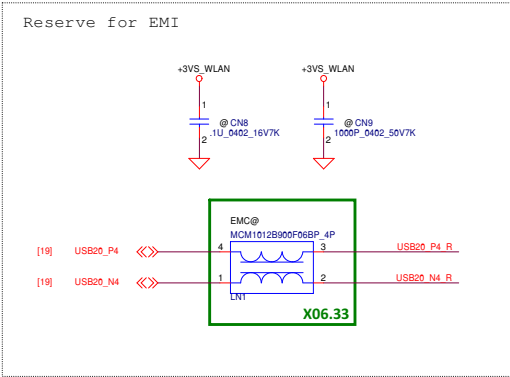 Reserve for EMI
+3VS_WLAN
+3VS_WLAN
1
1
@ CN8
@ CN9
.1U_0402_16V7K
1000P_0402_50V7K
2
2
EMC@
MCM1012B900F06BP_4P
[19] USB20_P4 4 3 USB20_P4_R
[19] USB20_N4 1 2 USB20_N4_R
LN1
X06.33